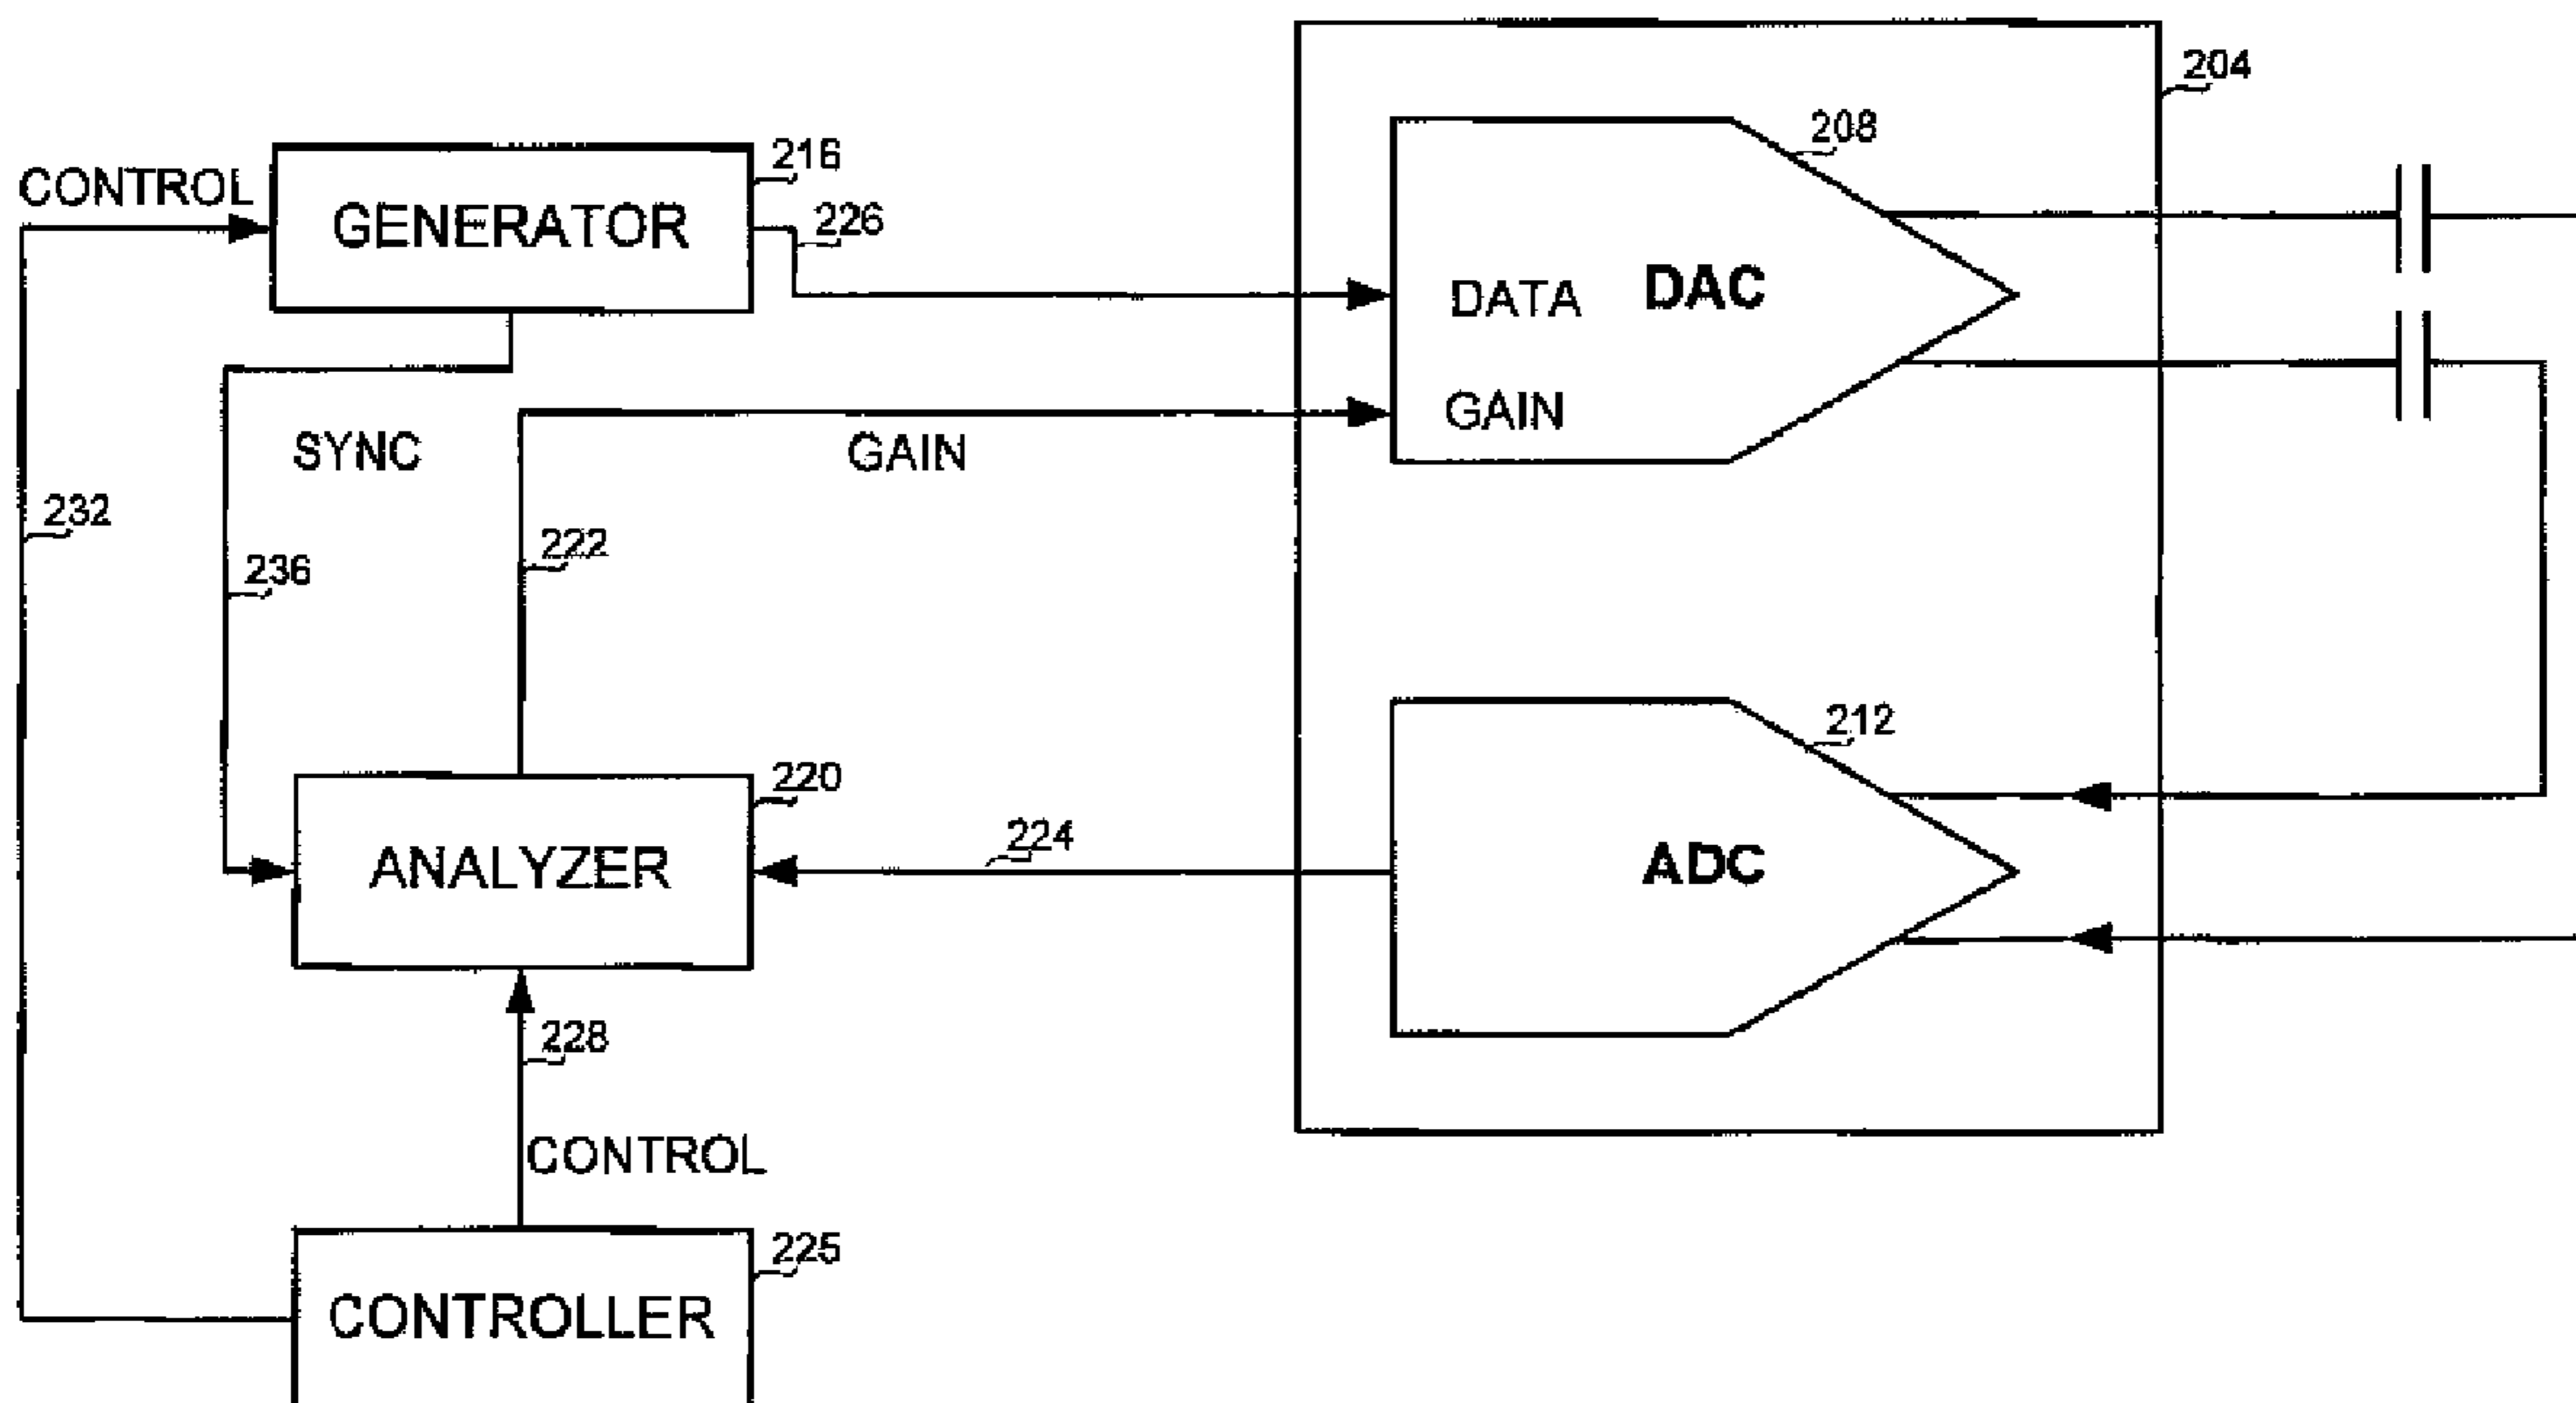 204
208
216
CONTROL
GENERATOR
226
DATA
DAC
GAIN
SYNC
GAIN
232
222
236
212
220
224
ANALYZER
ADC
228
CONTROL
225
CONTROLLER